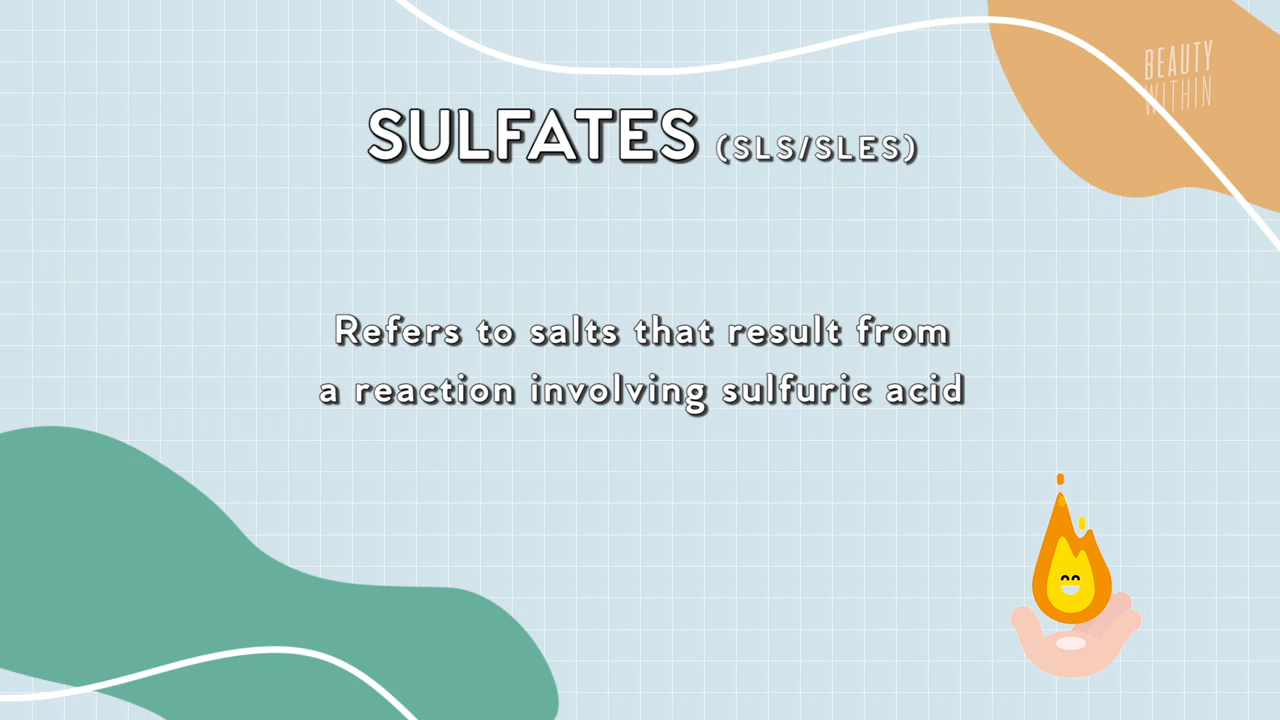 BEAUTY
WITHIN
SULFATES (SLS/SLES)
Refers to salts that result from
a reaction involving sulfuric acid